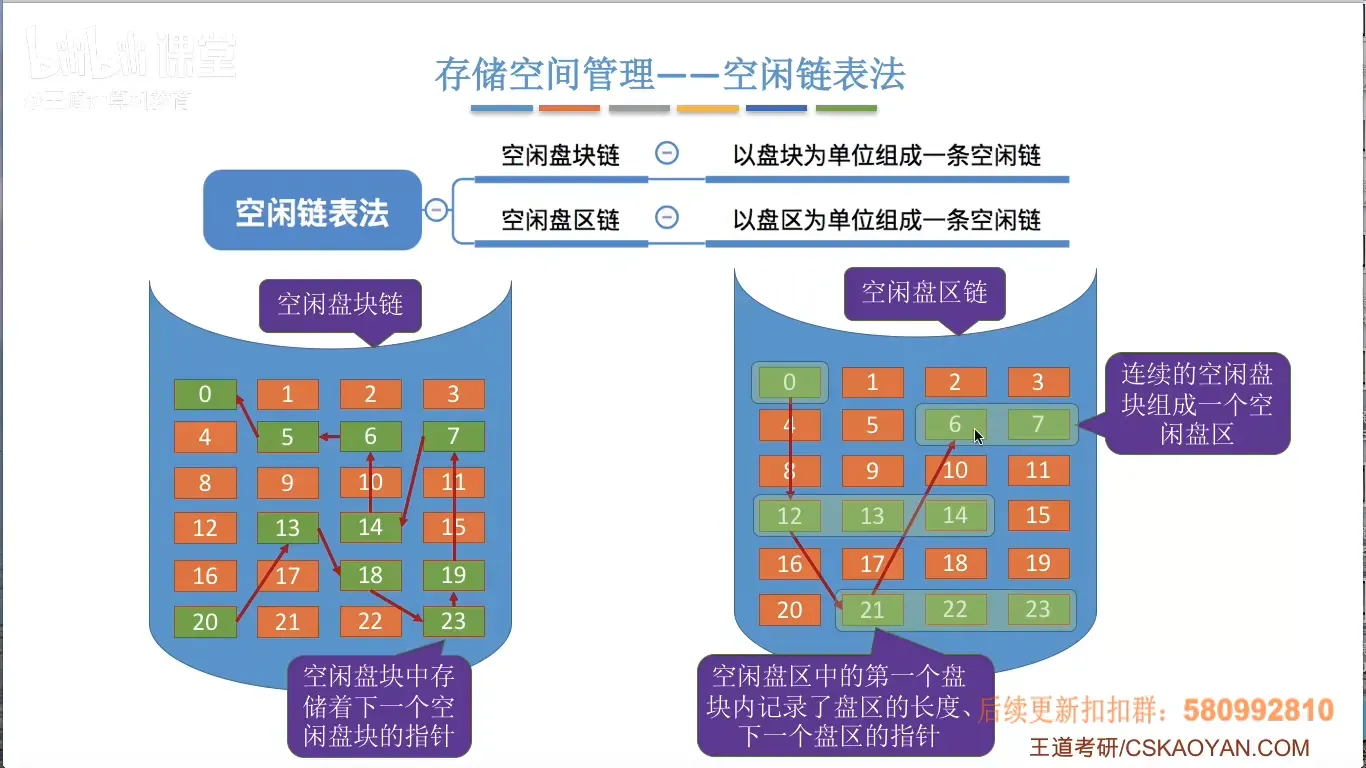 bilibili 课堂
存储空间管理——空闲链表法
空闲链表法
空闲盘块链
以盘块为单位组成一条空闲链
空闲盘区链
以盘区为单位组成一条空闲链
空闲盘块链
0 1 2 3
4 5 6 7
8 9 10 11
12 13 14 15
16 17 18 19
20 21 22 23
空闲盘块中存
储着下一个空
闲盘块的指针
空闲盘区链
0 1 2 3
4 5 6 7
8 9 10 11
12 13 14 15
16 17 18 19
20 21 22 23
连续的空闲盘
块组成一个空
闲盘区
空闲盘区中的第一个盘
块内记录了盘区的长度、
下一个盘区的指针
后续更新扣扣群：580992810
王道考研/CSKAOYAN.COM